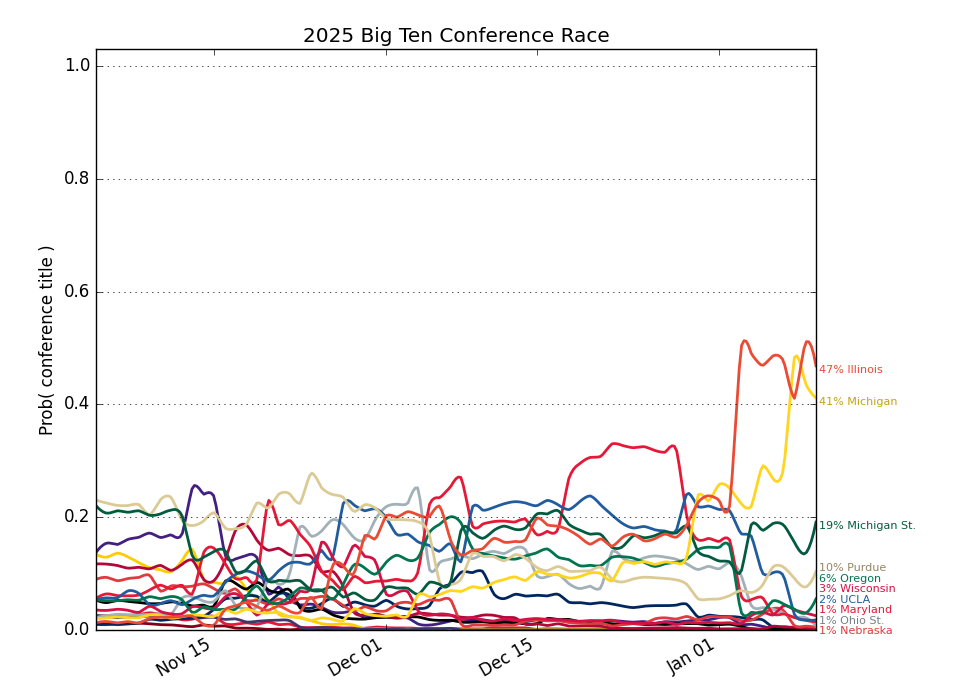 2025 Big Ten Conference Race
Prob( conference title )
1.0
0.8
0.6
0.4
0.2
0.0
Nov 15
Dec 01
Dec 15
Jan 01
47% Illinois
41% Michigan
19% Michigan St.
10% Purdue
6% Oregon
3% Wisconsin
2% UCLA
1% Maryland
1% Ohio St.
1% Nebraska